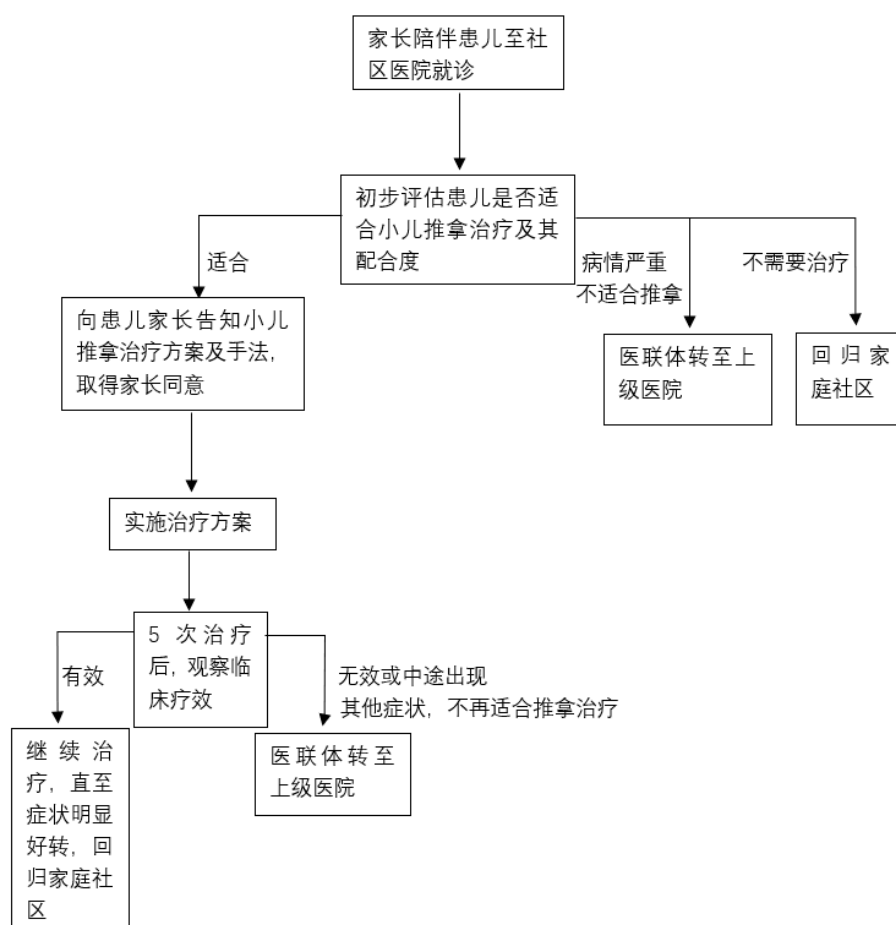 家长陪伴患儿至社
区医院就诊
初步评估患儿是否适
合小儿推拿治疗及其
配合度
适合
病情严重
不适合推拿
不需要治疗
向患儿家长告知小儿
推拿治疗方案及手法，
取得家长同意
医联体转至上
级医院
回归家
庭社区
实施治疗方案
5 次治疗
后，观察临
床疗效
有效
无效或中途出现
其他症状，不再适合推拿治疗
继续治
疗，直至
症状明显
好转，回
归家庭社
区
医联体转至
上级医院